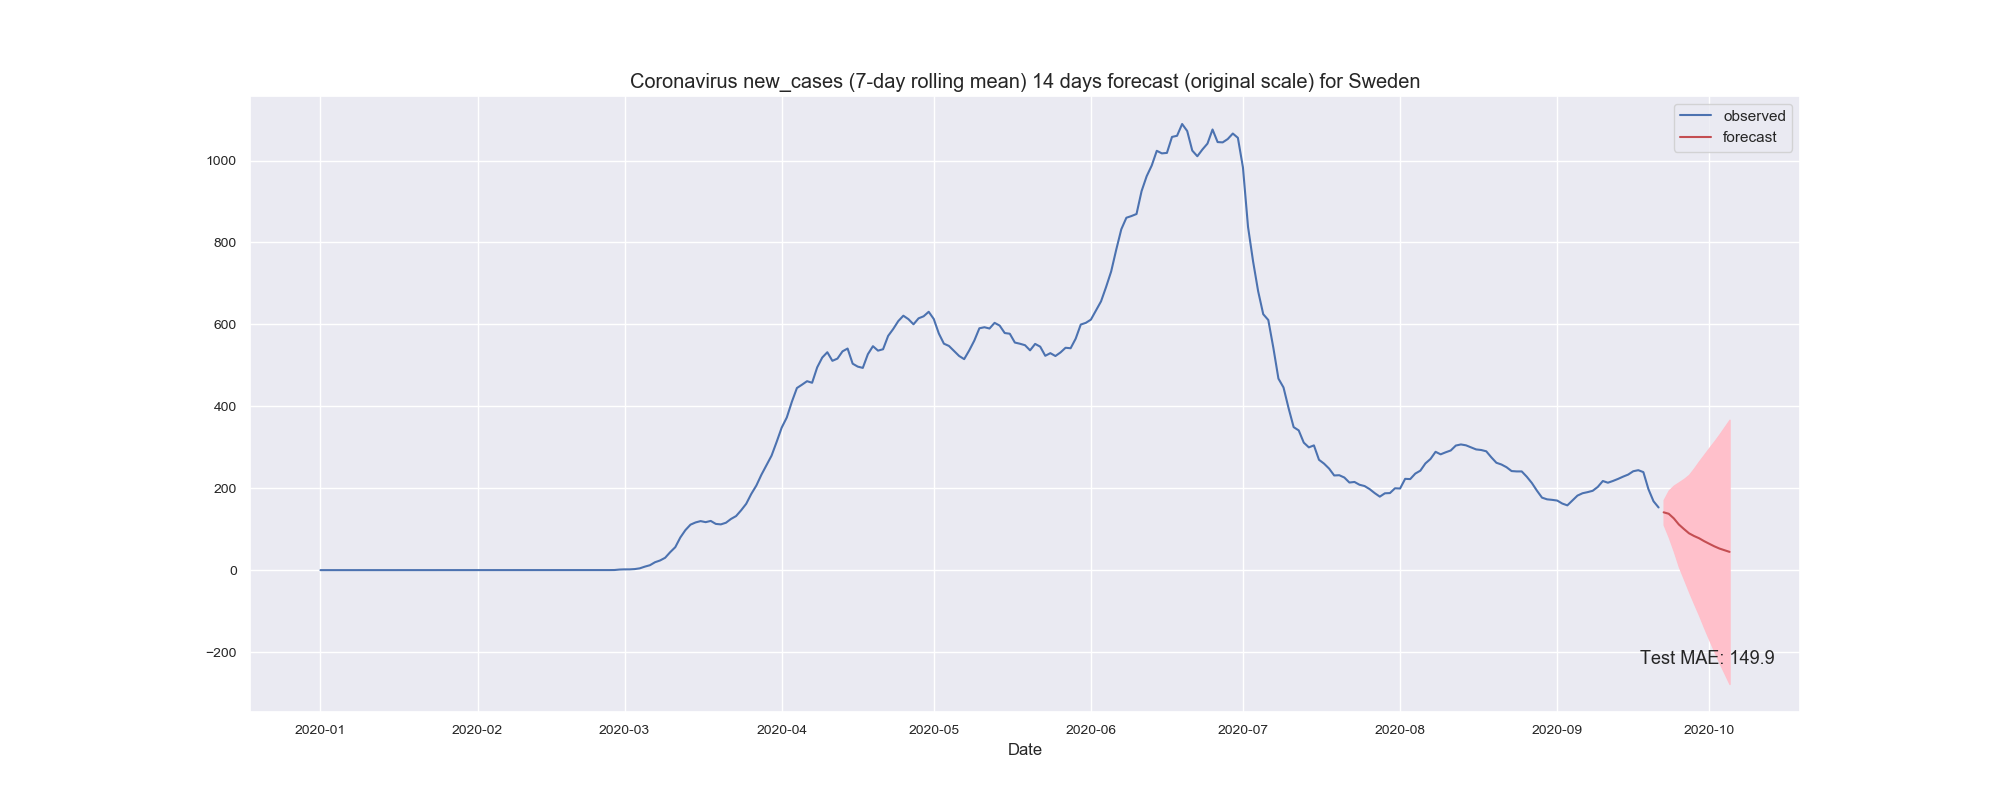 Coronavirus new_cases (7-day rolling mean) 14 days forecast (original scale) for Sweden
observed
forecast
1000
800
600
400
200
0
−200
Test MAE: 149.9
2020-01 2020-02 2020-03 2020-04 2020-05 2020-06 2020-07 2020-08 2020-09 2020-10
Date